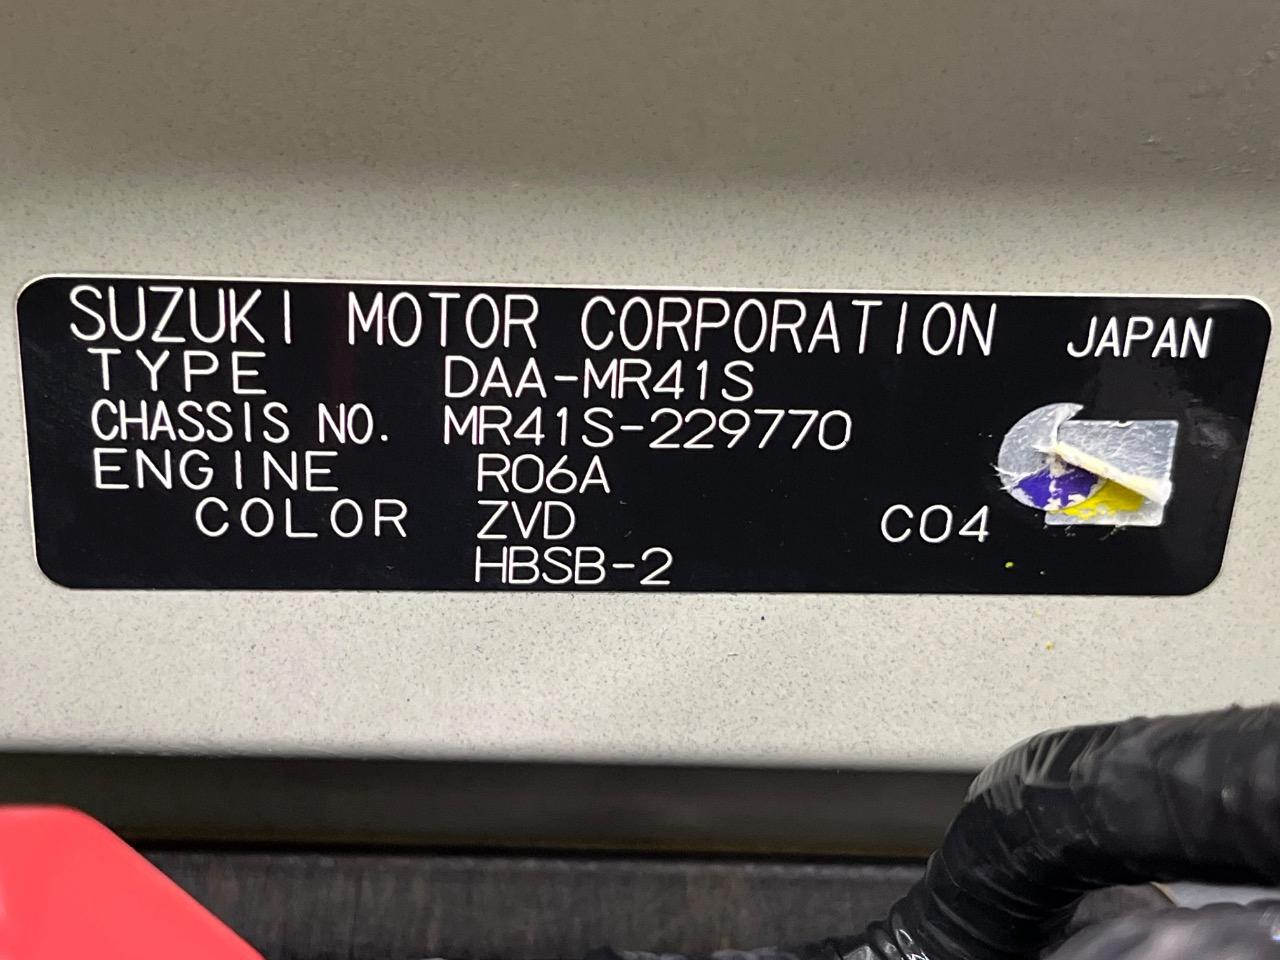 SUZUKI MOTOR CORPORATION JAPAN
TYPE DAA-MR41S
CHASSIS NO. MR41S-229770
ENGINE R06A
COLOR ZVD C04
HBSB-2